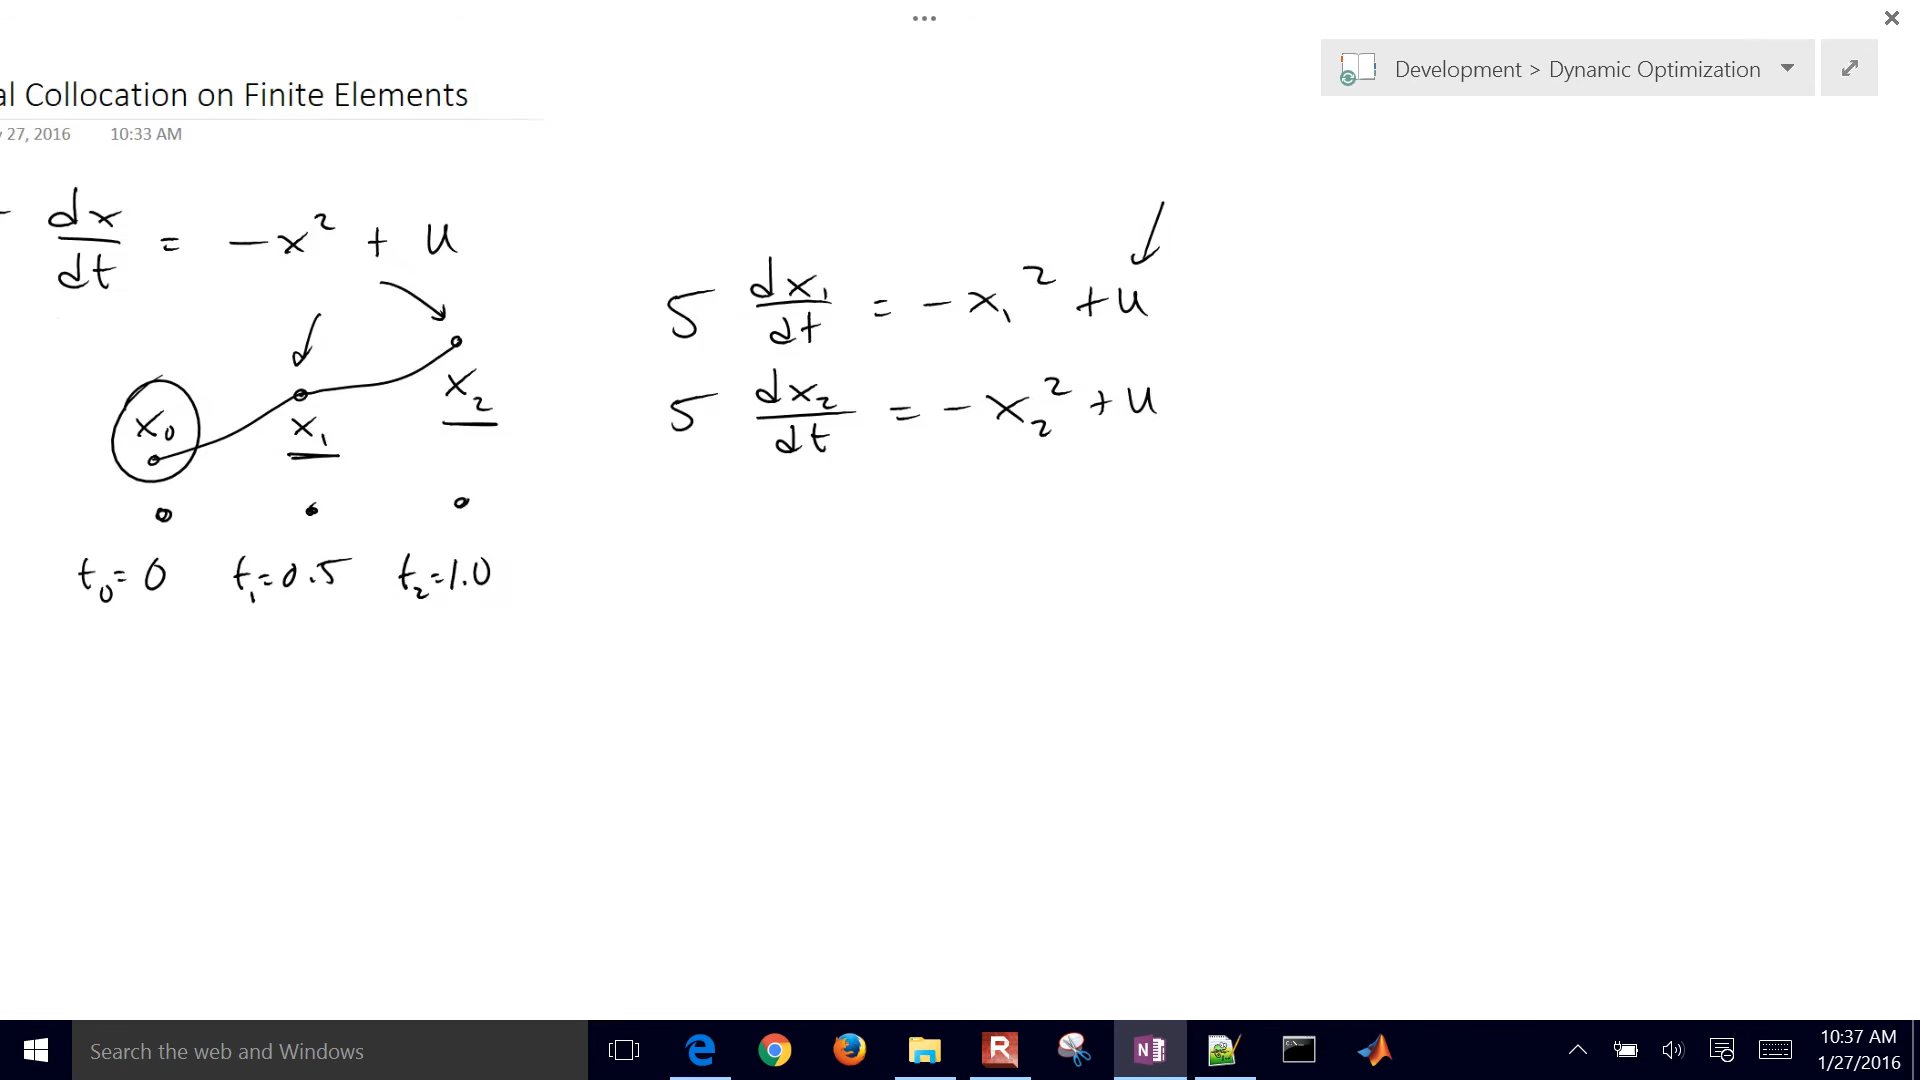 Development > Dynamic Optimization
al Collocation on Finite Elements
27, 2016 10:33 AM
dx/dt = -x² + u
5 dx₁/dt = -x₁² + u
5 dx₂/dt = -x₂² + u
x₀ x₁ x₂
t₀=0 t₁=0.5 t₂=1.0
Search the web and Windows
10:37 AM
1/27/2016